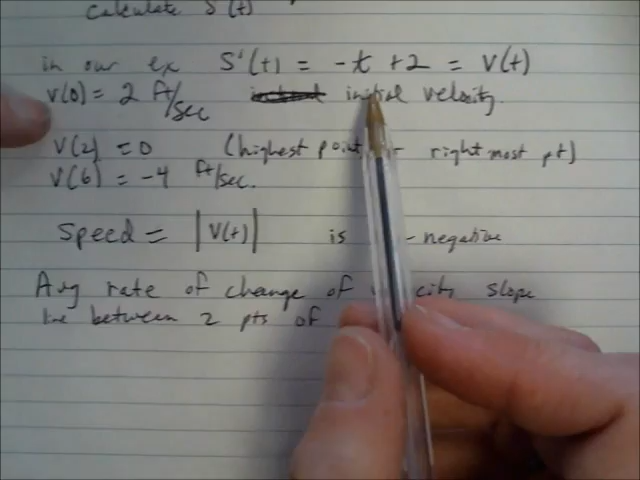 calculate S'(t)
in our ex S'(t) = -t + 2 = v(t)
v(0) = 2 ft/sec initial velocity.
v(2) = 0 (highest point right most pt)
v(6) = -4 ft/sec.
Speed = |v(t)| is -negative
Avg rate of change of slope
line between 2 pts of